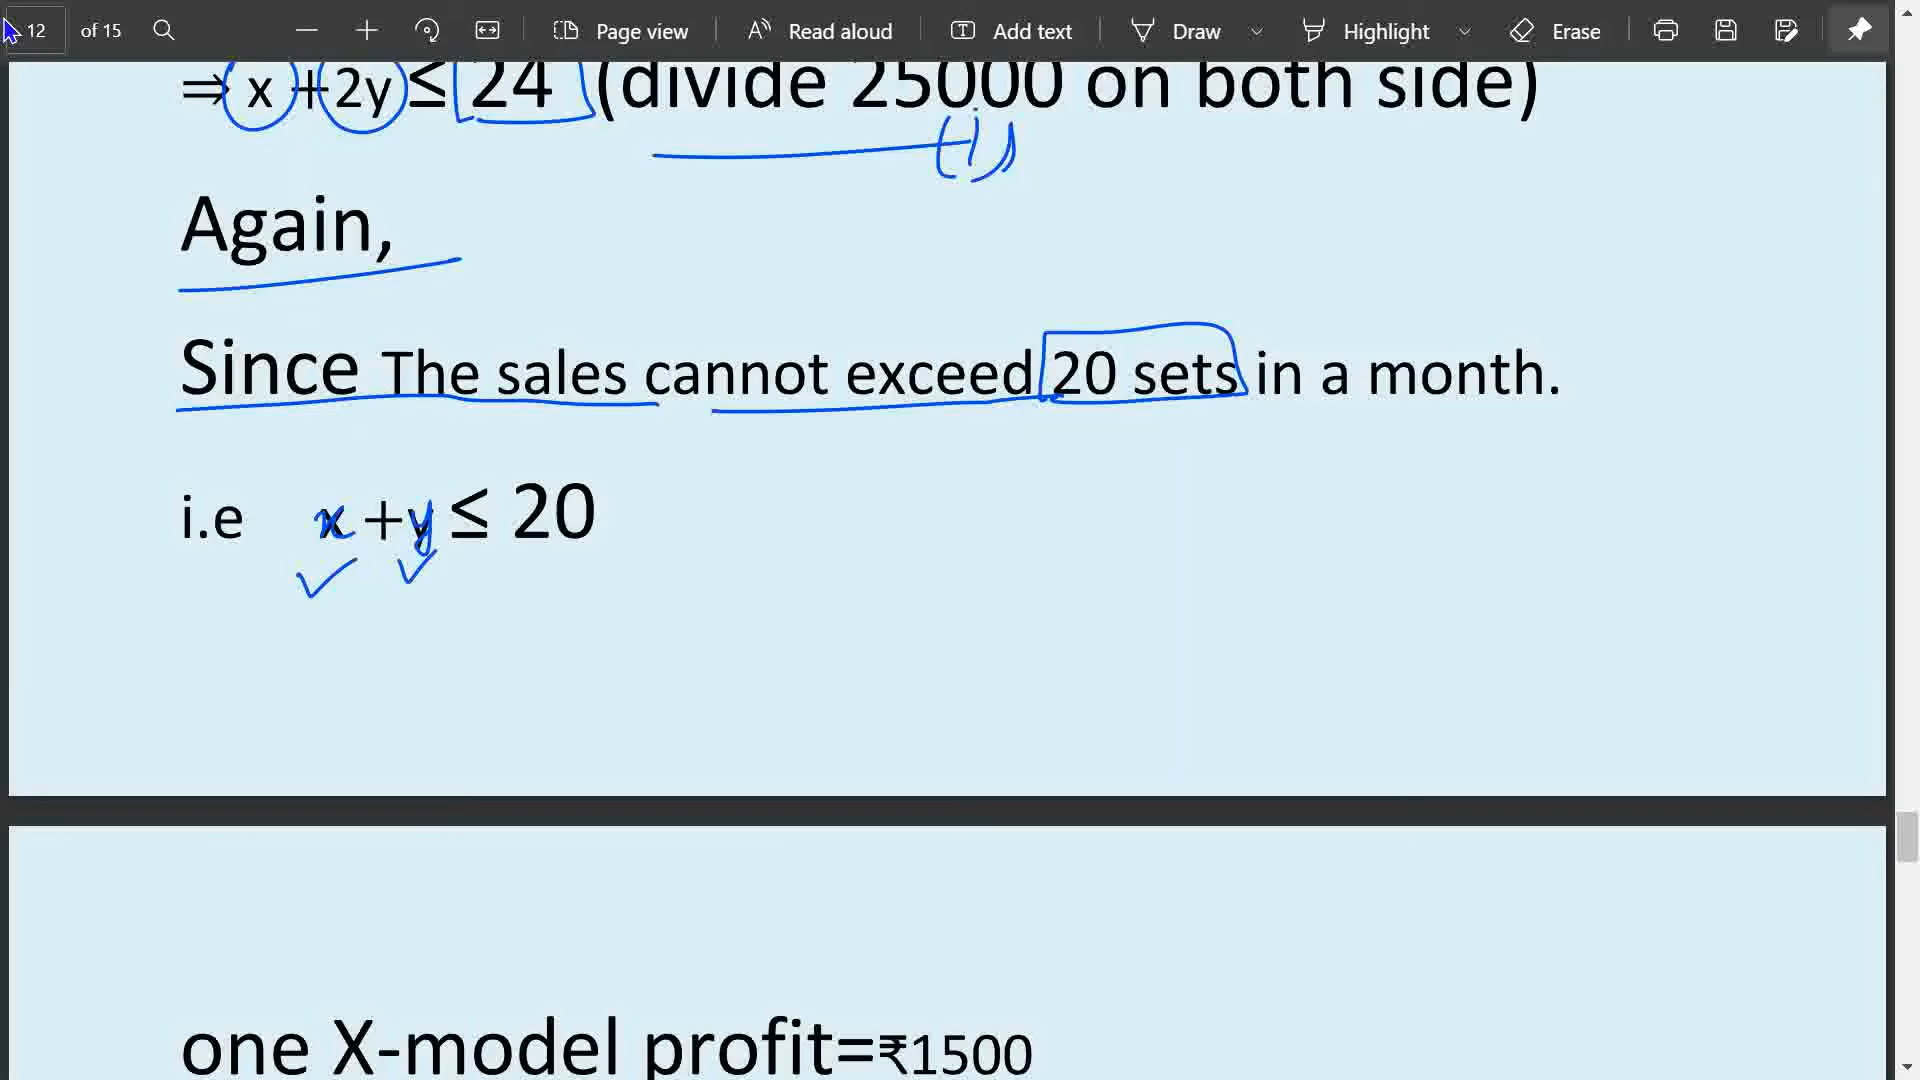 12 of 15 Page view Read aloud Add text Draw Highlight Erase
⇒ x +2y ≤ 24 (divide 25000 on both side)
(i)
Again,
Since The sales cannot exceed 20 sets in a month.
i.e x +y ≤ 20
one X-model profit=₹1500